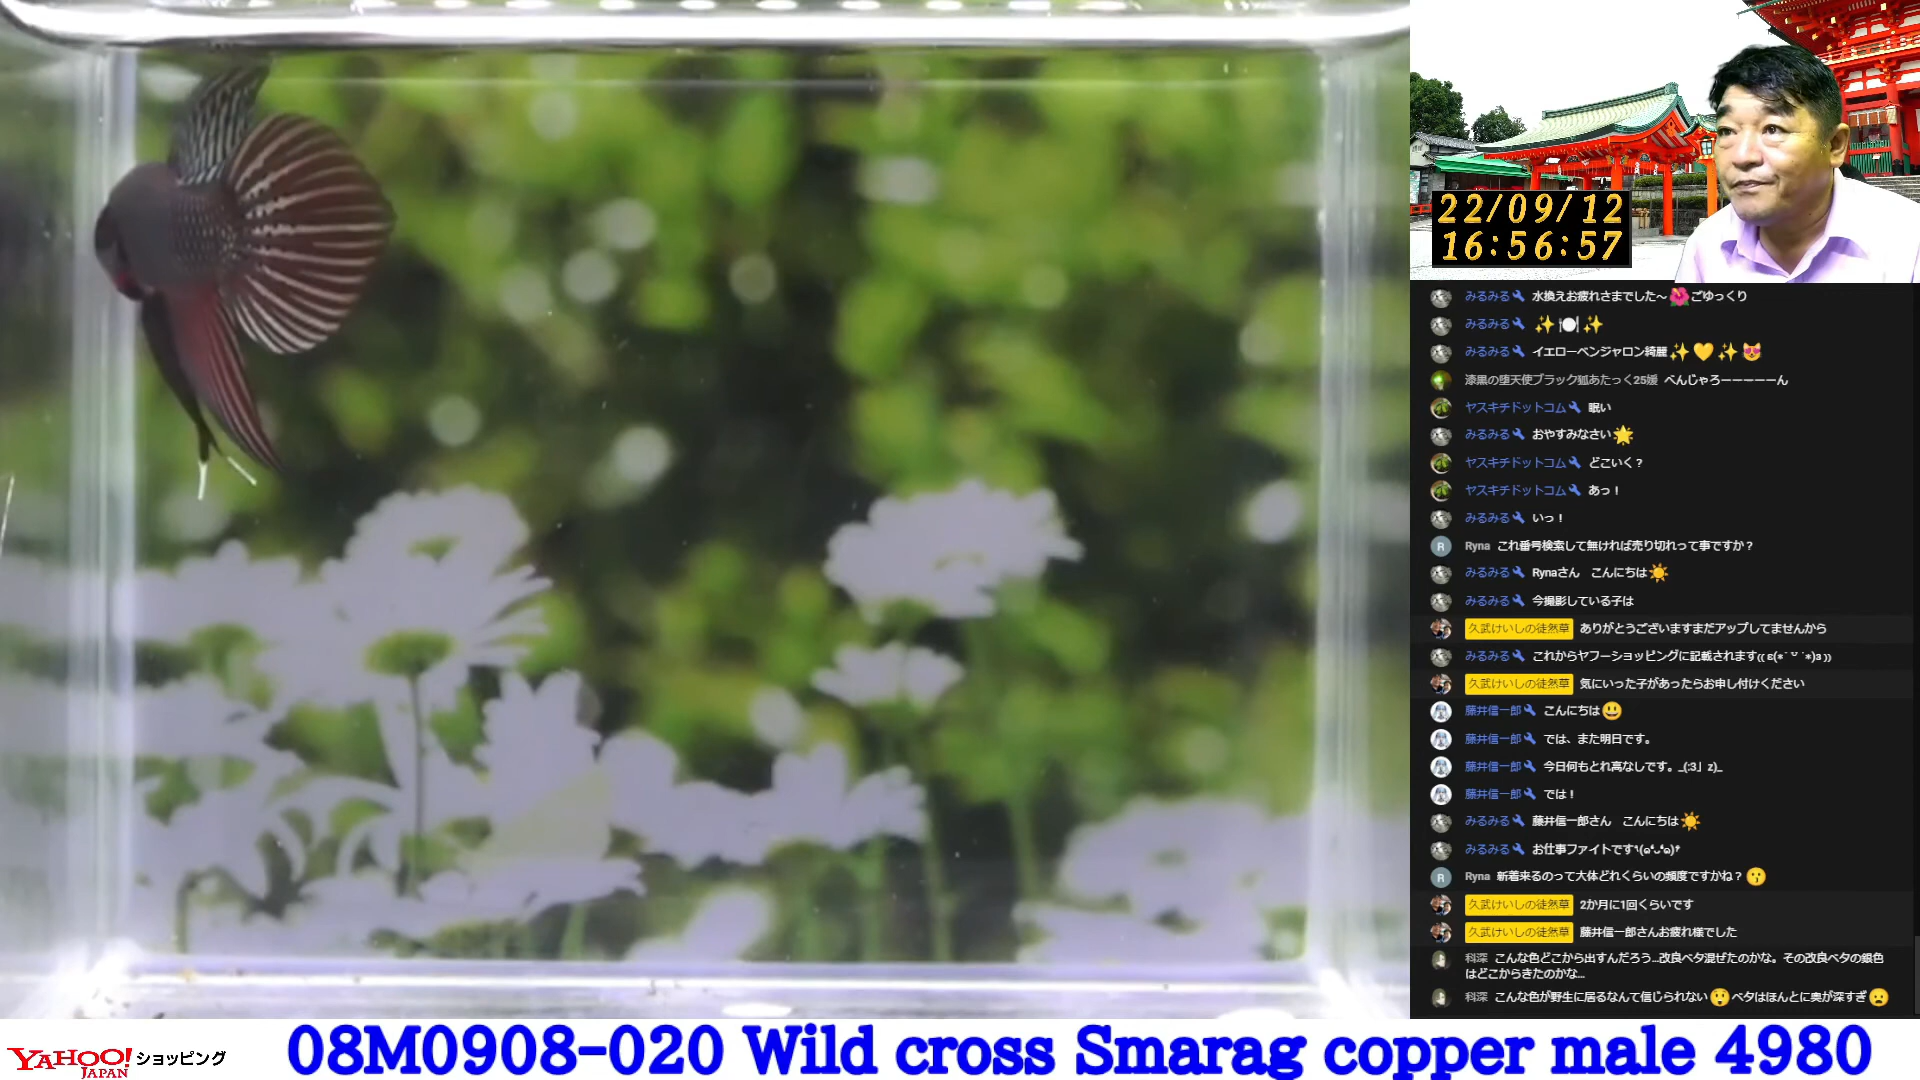 22/09/12
16:56:57
みるみる 水換えお疲れさまでした〜🌺ごゆっくり
みるみる ✨🍽✨
みるみる イエローベンジャロン綺麗✨💛✨😻
漆黒の堕天使ブラック狐あたっく25媛 べんじゃろーーーーーん
ヤスキチドットコム 眠い
みるみる おやすみなさい🌟
ヤスキチドットコム どこいく？
ヤスキチドットコム あっ！
みるみる いっ！
R Ryna これ番号検索して無ければ売り切れって事ですか？
みるみる Rynaさん　こんにちは☀
みるみる 今撮影している子は
久武けいしの徒然草 ありがとうございますまだアップしてませんから
みるみる これからヤフーショッピングに記載されます
久武けいしの徒然草 気にいった子があったらお申し付けください
藤井信一郎 こんにちは😃
藤井信一郎 では、また明日です。
藤井信一郎 今日何もとれ高なしです。_(:3」z)_
藤井信一郎 では！
みるみる 藤井信一郎さん　こんにちは☀
みるみる お仕事ファイトです
R Ryna 新着来るのって大体どれくらいの頻度ですかね？😗
久武けいしの徒然草 2か月に1回くらいです
久武けいしの徒然草 藤井信一郎さんお疲れ様でした
科深 こんな色どこから出すんだろう...改良ベタ混ぜたのかな。その改良ベタの銀色
はどこからきたのかな...
科深 こんな色が野生に居るなんて信じられない😲ベタはほんとに奥が深すぎ😦
YAHOO! JAPAN ショッピング
08M0908-020 Wild cross Smarag copper male 4980